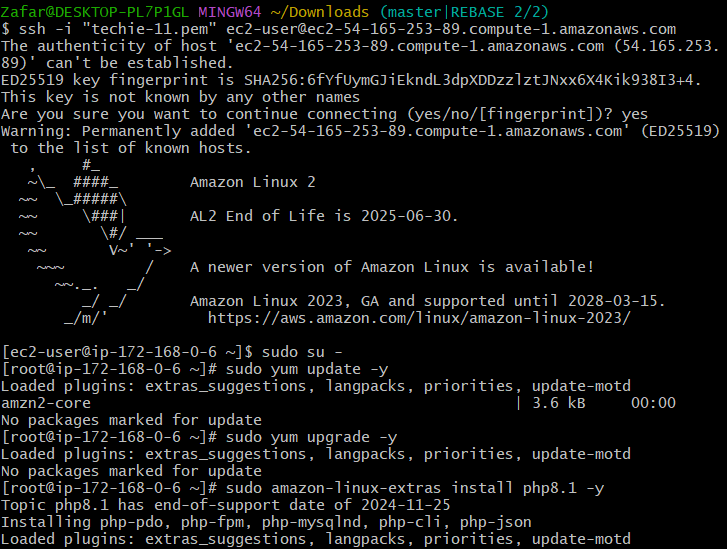 Zafar@DESKTOP-PL7P1GL MINGW64 ~/Downloads (master|REBASE 2/2)
$ ssh -i "techie-11.pem" ec2-user@ec2-54-165-253-89.compute-1.amazonaws.com
The authenticity of host 'ec2-54-165-253-89.compute-1.amazonaws.com (54.165.253.
89)' can't be established.
ED25519 key fingerprint is SHA256:6fYfUymGJiEkndL3dpXDDzzlztJNxx6X4Kik938I3+4.
This key is not known by any other names
Are you sure you want to continue connecting (yes/no/[fingerprint])? yes
Warning: Permanently added 'ec2-54-165-253-89.compute-1.amazonaws.com' (ED25519)
 to the list of known hosts.
   ,     #_
   ~\_  ####_        Amazon Linux 2
  ~~  \_#####\
  ~~     \###|       AL2 End of Life is 2025-06-30.
  ~~       \#/ ___
   ~~       V~' '->
    ~~~         /    A newer version of Amazon Linux is available!
      ~~._.   _/
         _/ _/       Amazon Linux 2023, GA and supported until 2028-03-15.
       _/m/'           https://aws.amazon.com/linux/amazon-linux-2023/
[ec2-user@ip-172-168-0-6 ~]$ sudo su -
[root@ip-172-168-0-6 ~]# sudo yum update -y
Loaded plugins: extras_suggestions, langpacks, priorities, update-motd
amzn2-core                                               | 3.6 kB     00:00
No packages marked for update
[root@ip-172-168-0-6 ~]# sudo yum upgrade -y
Loaded plugins: extras_suggestions, langpacks, priorities, update-motd
No packages marked for update
[root@ip-172-168-0-6 ~]# sudo amazon-linux-extras install php8.1 -y
Topic php8.1 has end-of-support date of 2024-11-25
Installing php-pdo, php-fpm, php-mysqlnd, php-cli, php-json
Loaded plugins: extras_suggestions, langpacks, priorities, update-motd